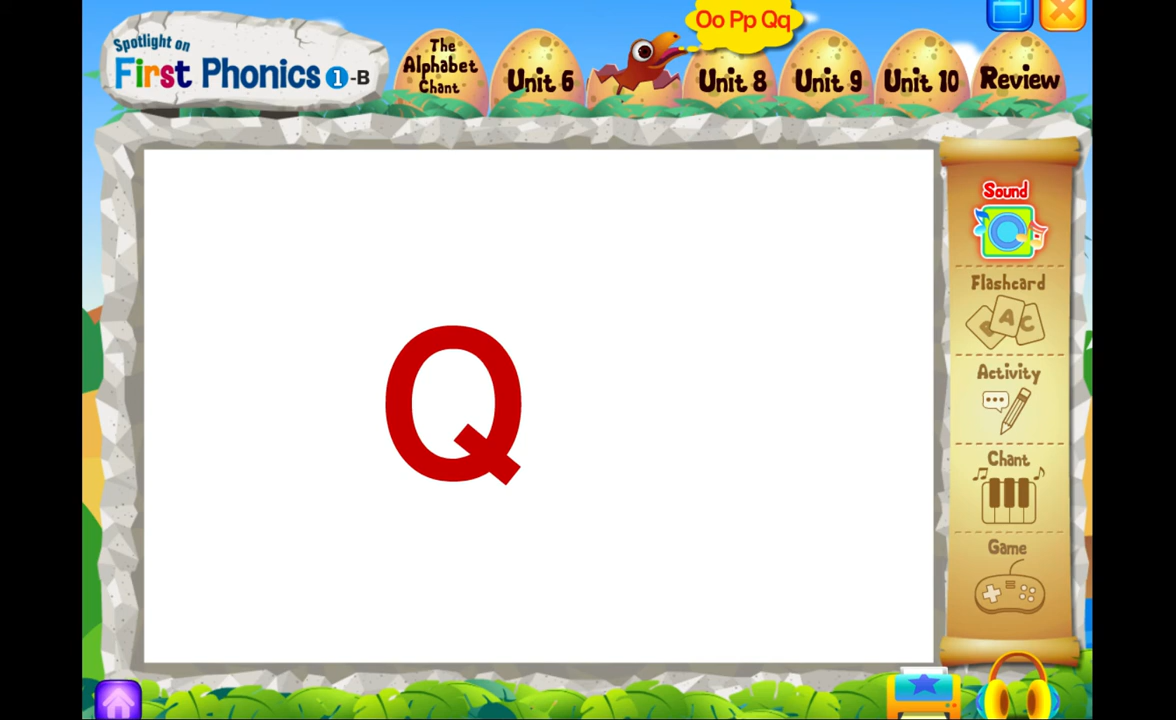 Spotlight on
First Phonics 1-B
The
Alphabet
Chant
Unit 6
Oo Pp Qq
Unit 8
Unit 9
Unit 10
Review
Q
Sound
Flashcard
A C
Activity
Chant
Game